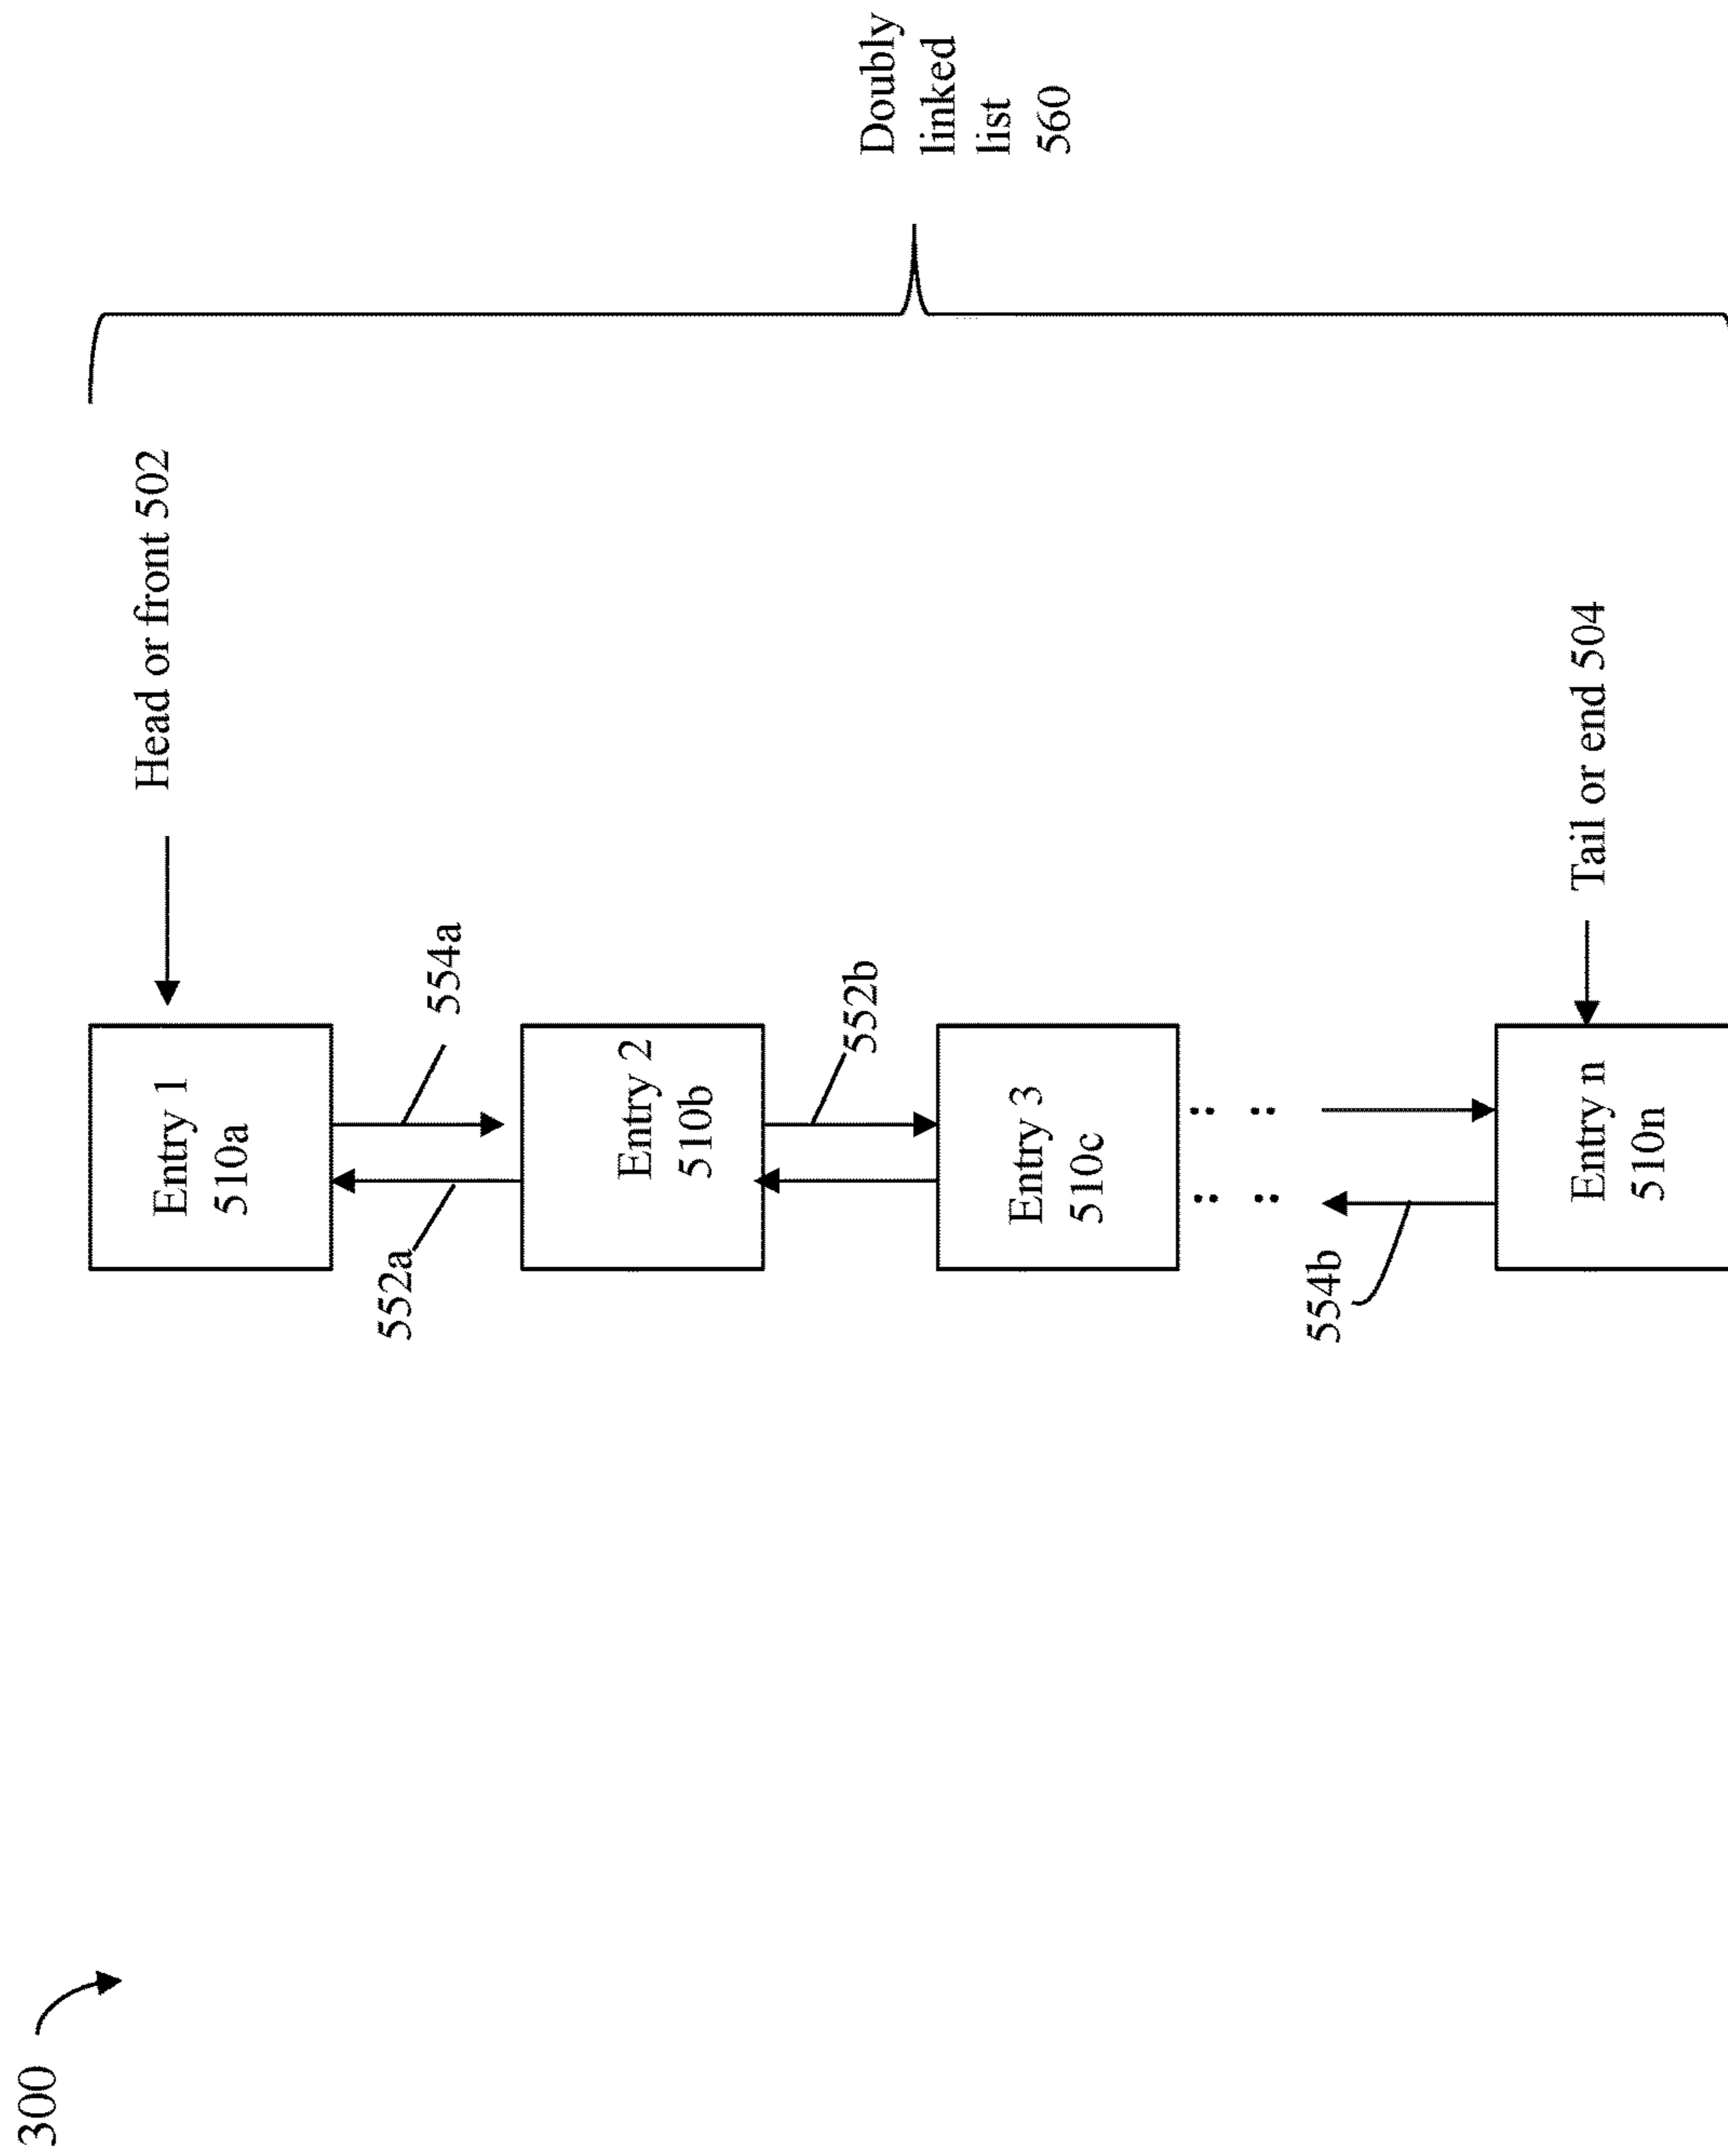 300
Entry 1
510a
Head or front 502
552a
554a
Entry 2
510b
552b
Entry 3
510c
554b
Entry n
510n
Tail or end 504
Doubly
linked
list
560